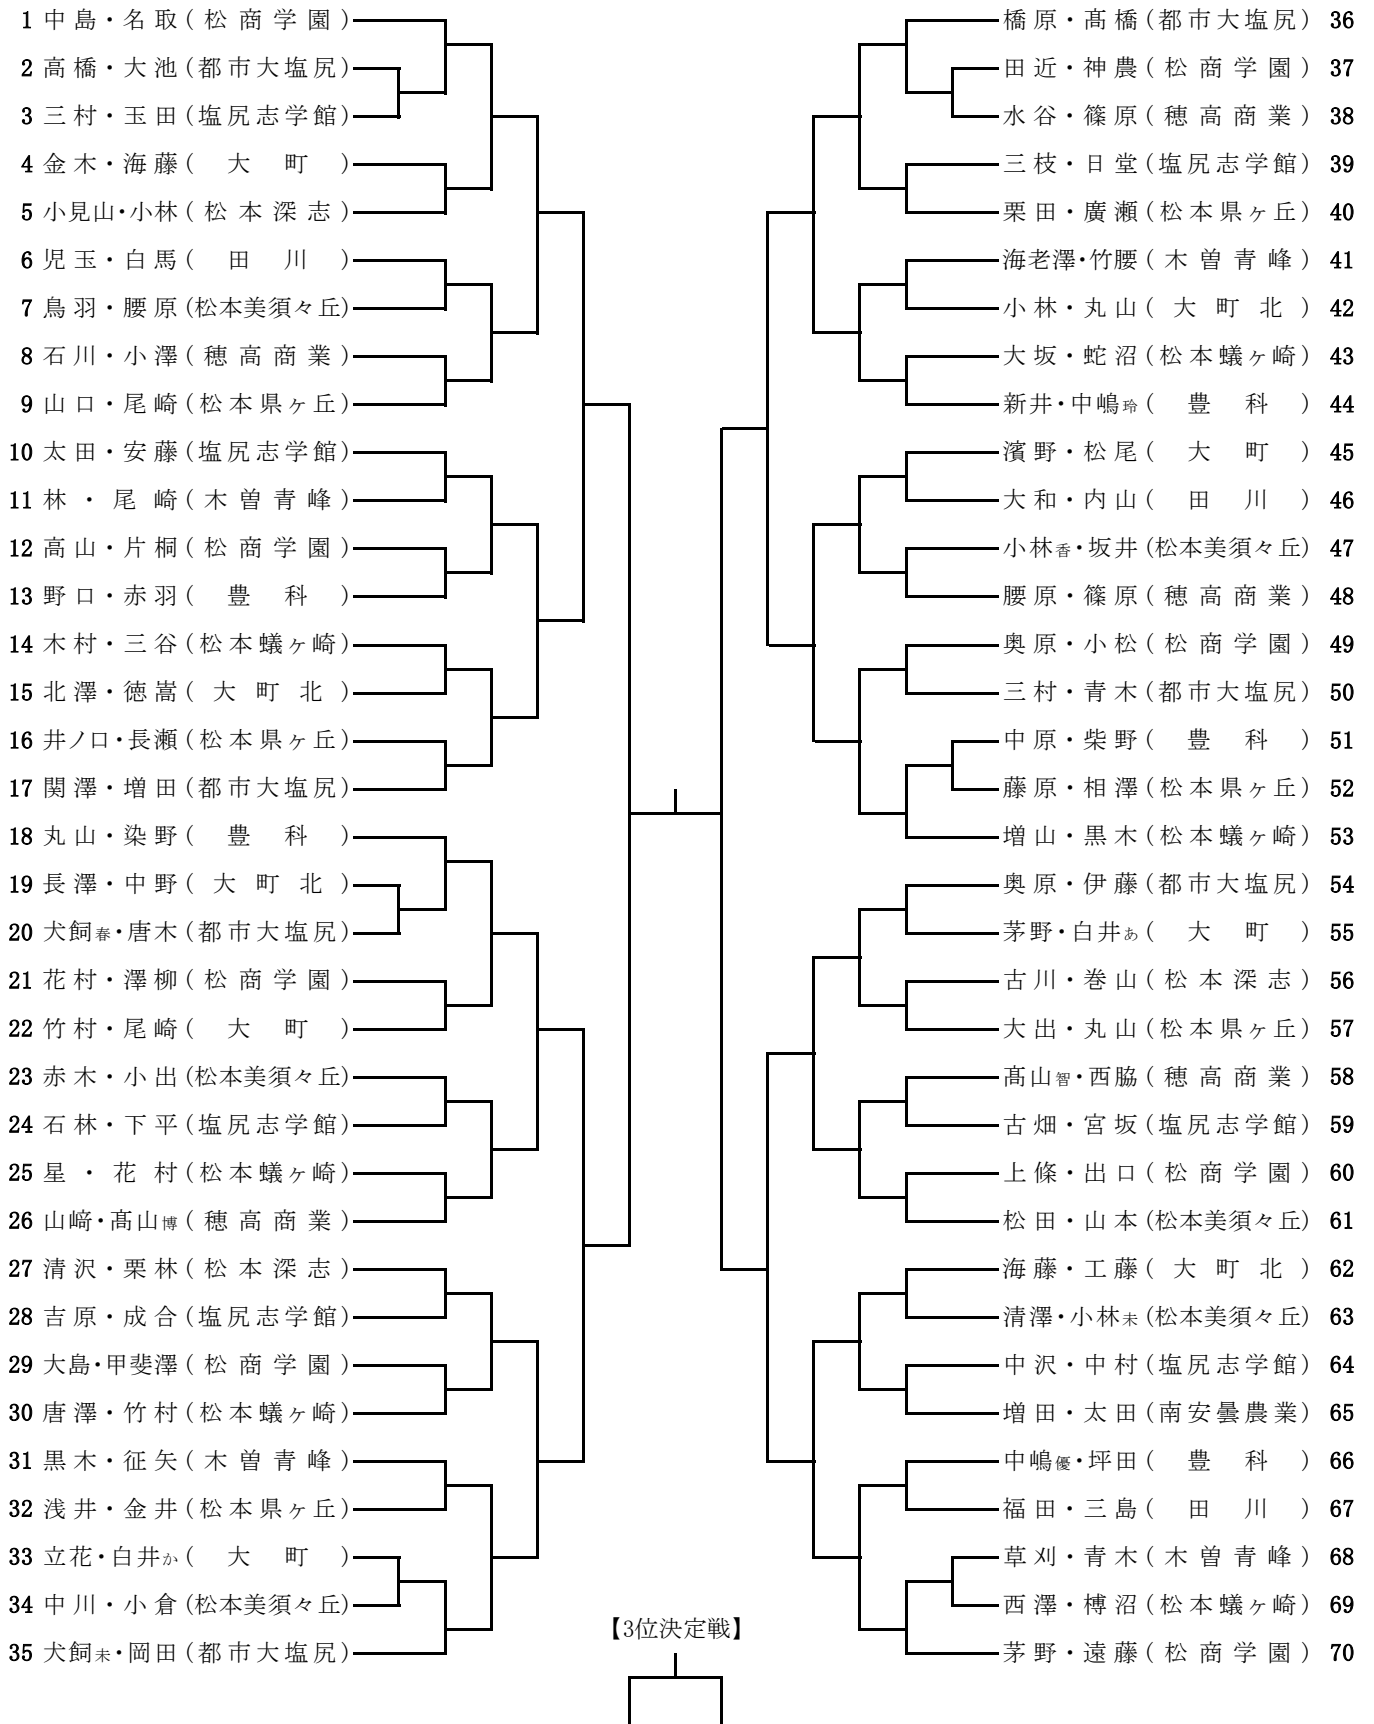 1 中島・名取(松商学園)
2 高橋・大池(都市大塩尻)
3 三村・玉田(塩尻志学館)
4 金木・海藤(大町)
5 小見山・小林(松本深志)
6 児玉・白馬(田川)
7 鳥羽・腰原(松本美須々丘)
8 石川・小澤(穂高商業)
9 山口・尾崎(松本県ヶ丘)
10 太田・安藤(塩尻志学館)
11 林・尾崎(木曽青峰)
12 高山・片桐(松商学園)
13 野口・赤羽(豊科)
14 木村・三谷(松本蟻ヶ崎)
15 北澤・徳嵩(大町北)
16 井ノ口・長瀬(松本県ヶ丘)
17 関澤・増田(都市大塩尻)
18 丸山・染野(豊科)
19 長澤・中野(大町北)
20 犬飼春・唐木(都市大塩尻)
21 花村・澤柳(松商学園)
22 竹村・尾崎(大町)
23 赤木・小出(松本美須々丘)
24 石林・下平(塩尻志学館)
25 星・花村(松本蟻ヶ崎)
26 山﨑・髙山博(穂高商業)
27 清沢・栗林(松本深志)
28 吉原・成合(塩尻志学館)
29 大島・甲斐澤(松商学園)
30 唐澤・竹村(松本蟻ヶ崎)
31 黒木・征矢(木曽青峰)
32 浅井・金井(松本県ヶ丘)
33 立花・白井か(大町)
34 中川・小倉(松本美須々丘)
35 犬飼未・岡田(都市大塩尻)
橋原・髙橋(都市大塩尻) 36
田近・神農(松商学園) 37
水谷・篠原(穂高商業) 38
三枝・日堂(塩尻志学館) 39
栗田・廣瀬(松本県ヶ丘) 40
海老澤・竹腰(木曽青峰) 41
小林・丸山(大町北) 42
大坂・蛇沼(松本蟻ヶ崎) 43
新井・中嶋玲(豊科) 44
濱野・松尾(大町) 45
大和・内山(田川) 46
小林香・坂井(松本美須々丘) 47
腰原・篠原(穂高商業) 48
奥原・小松(松商学園) 49
三村・青木(都市大塩尻) 50
中原・柴野(豊科) 51
藤原・相澤(松本県ヶ丘) 52
増山・黒木(松本蟻ヶ崎) 53
奥原・伊藤(都市大塩尻) 54
茅野・白井あ(大町) 55
古川・巻山(松本深志) 56
大出・丸山(松本県ヶ丘) 57
髙山智・西脇(穂高商業) 58
古畑・宮坂(塩尻志学館) 59
上條・出口(松商学園) 60
松田・山本(松本美須々丘) 61
海藤・工藤(大町北) 62
清澤・小林未(松本美須々丘) 63
中沢・中村(塩尻志学館) 64
増田・太田(南安曇農業) 65
中嶋優・坪田(豊科) 66
福田・三島(田川) 67
草刈・青木(木曽青峰) 68
西澤・榑沼(松本蟻ヶ崎) 69
茅野・遠藤(松商学園) 70
【3位決定戦】